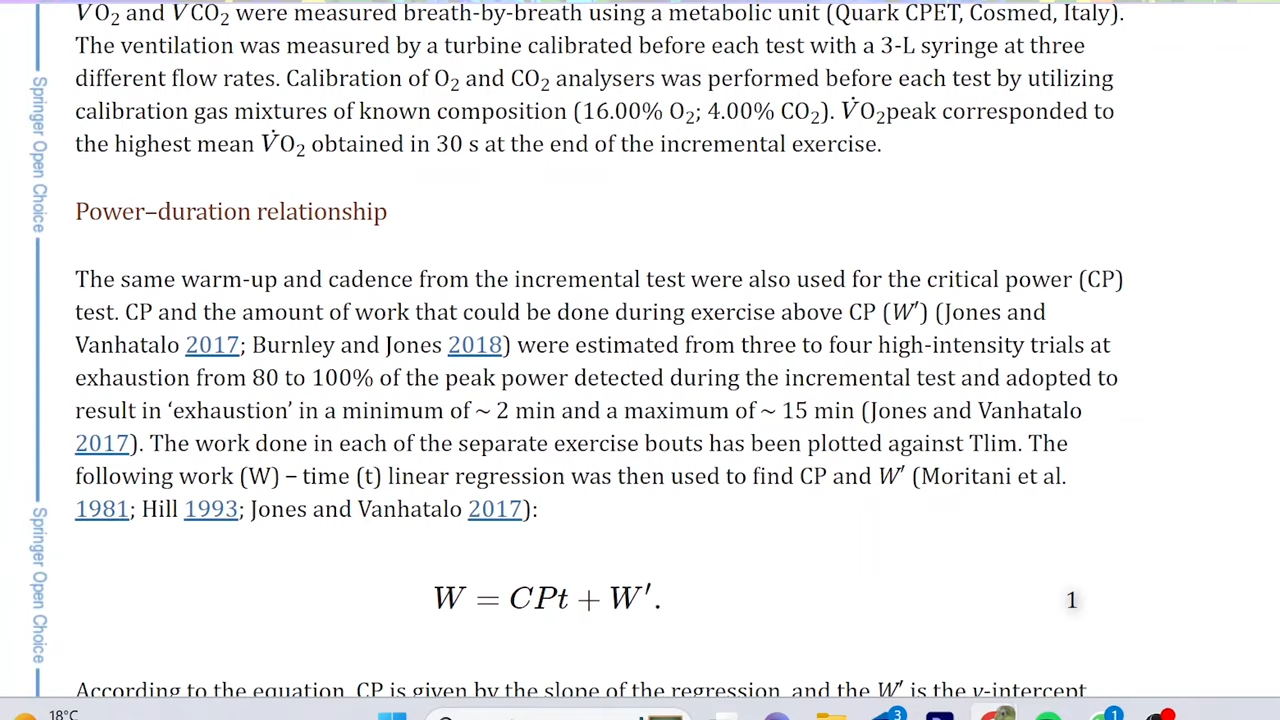 V̇O₂ and V̇CO₂ were measured breath-by-breath using a metabolic unit (Quark CPET, Cosmed, Italy).
The ventilation was measured by a turbine calibrated before each test with a 3-L syringe at three
different flow rates. Calibration of O₂ and CO₂ analysers was performed before each test by utilizing
calibration gas mixtures of known composition (16.00% O₂; 4.00% CO₂). V̇O₂peak corresponded to
the highest mean V̇O₂ obtained in 30 s at the end of the incremental exercise.
Power–duration relationship
The same warm-up and cadence from the incremental test were also used for the critical power (CP)
test. CP and the amount of work that could be done during exercise above CP (W′) (Jones and
Vanhatalo 2017; Burnley and Jones 2018) were estimated from three to four high-intensity trials at
exhaustion from 80 to 100% of the peak power detected during the incremental test and adopted to
result in ‘exhaustion’ in a minimum of ~ 2 min and a maximum of ~ 15 min (Jones and Vanhatalo
2017). The work done in each of the separate exercise bouts has been plotted against Tlim. The
following work (W) – time (t) linear regression was then used to find CP and W′ (Moritani et al.
1981; Hill 1993; Jones and Vanhatalo 2017):
W = CPt + W′.
1
According to the equation, CP is given by the slope of the regression, and the W′ is the y-intercept
Springer Open Choice
Springer Open Choice
18°C
3
1